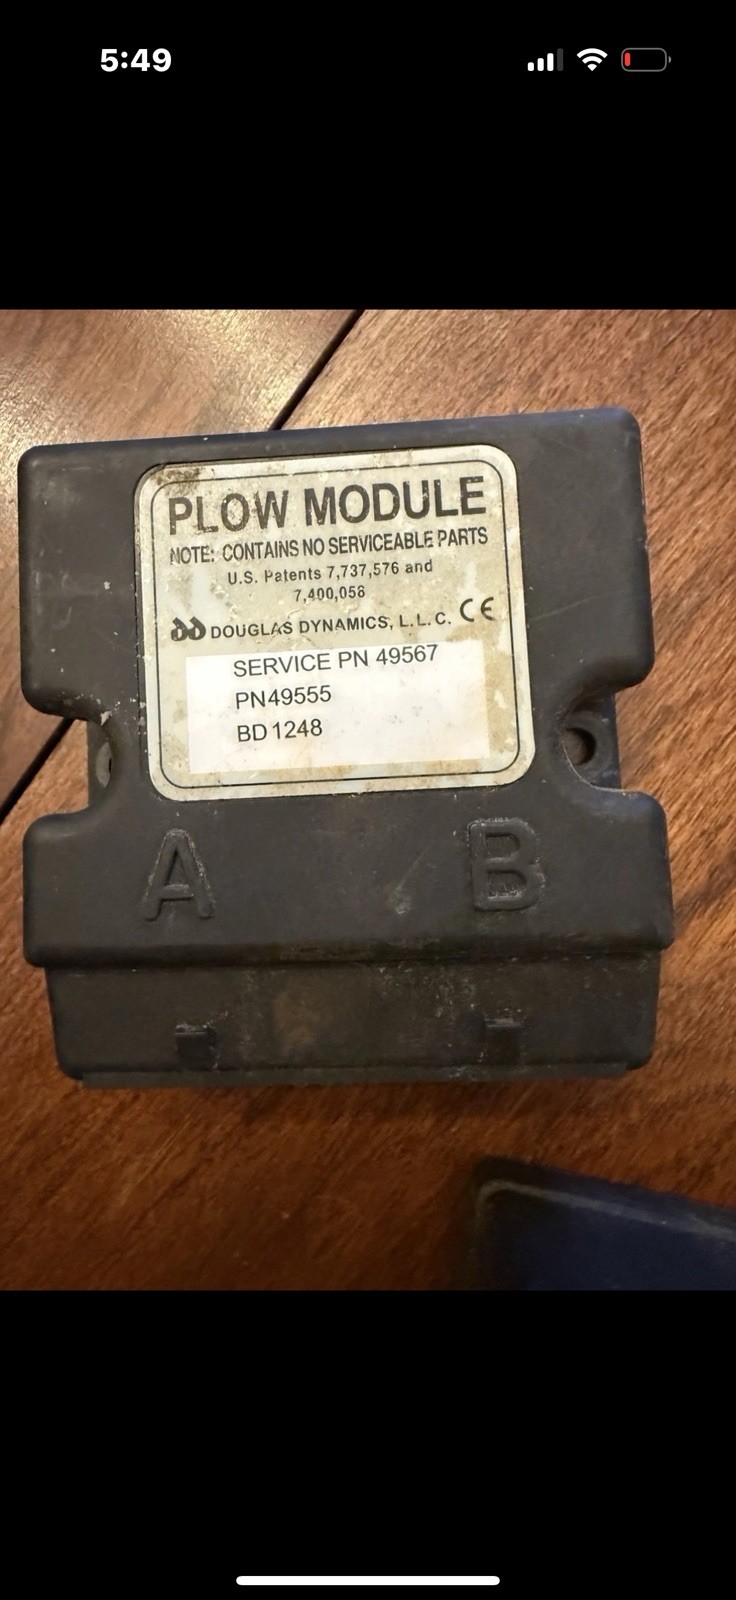 5:49
PLOW MODULE
NOTE: CONTAINS NO SERVICEABLE PARTS
U.S. Patents 7,737,576 and
7,400,058
DOUGLAS DYNAMICS, L.L.C. CE
SERVICE PN 49567
PN49555
BD1248
A B